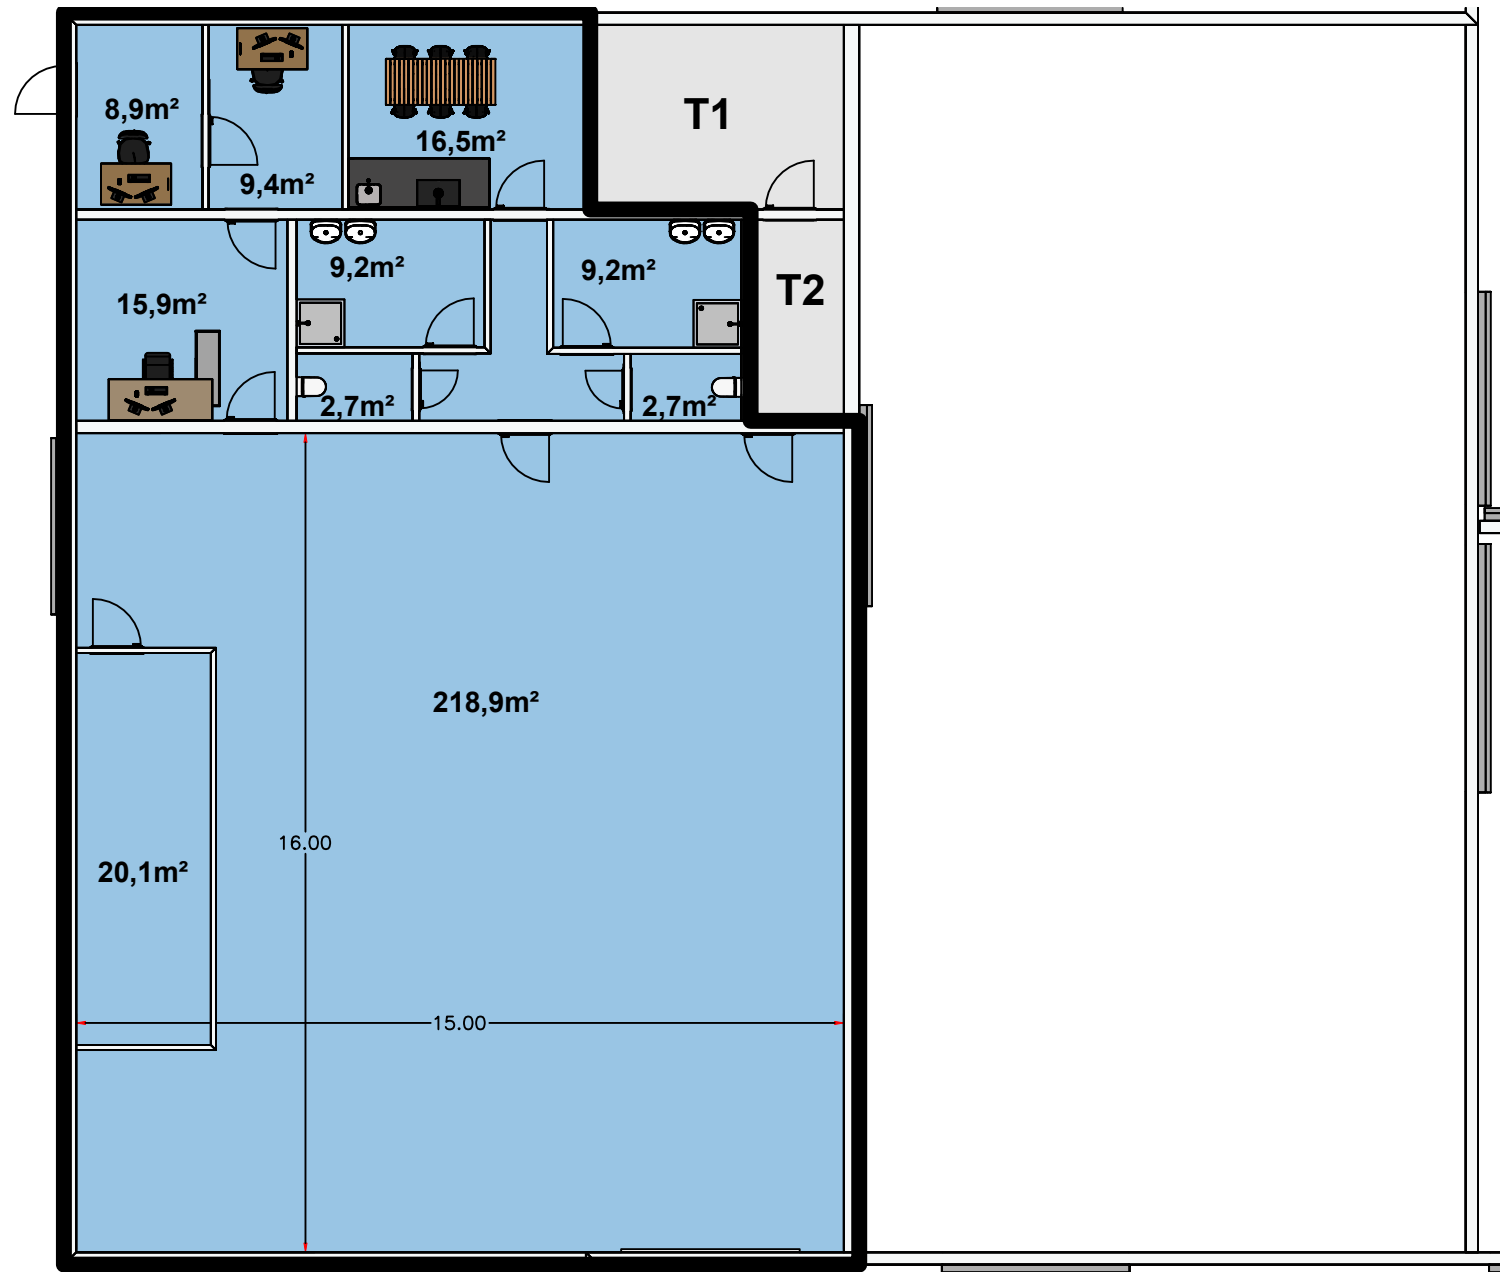 8,9m²
9,4m²
16,5m²
T1
15,9m²
9,2m²
9,2m²
T2
2,7m²
2,7m²
218,9m²
16.00
20,1m²
15.00